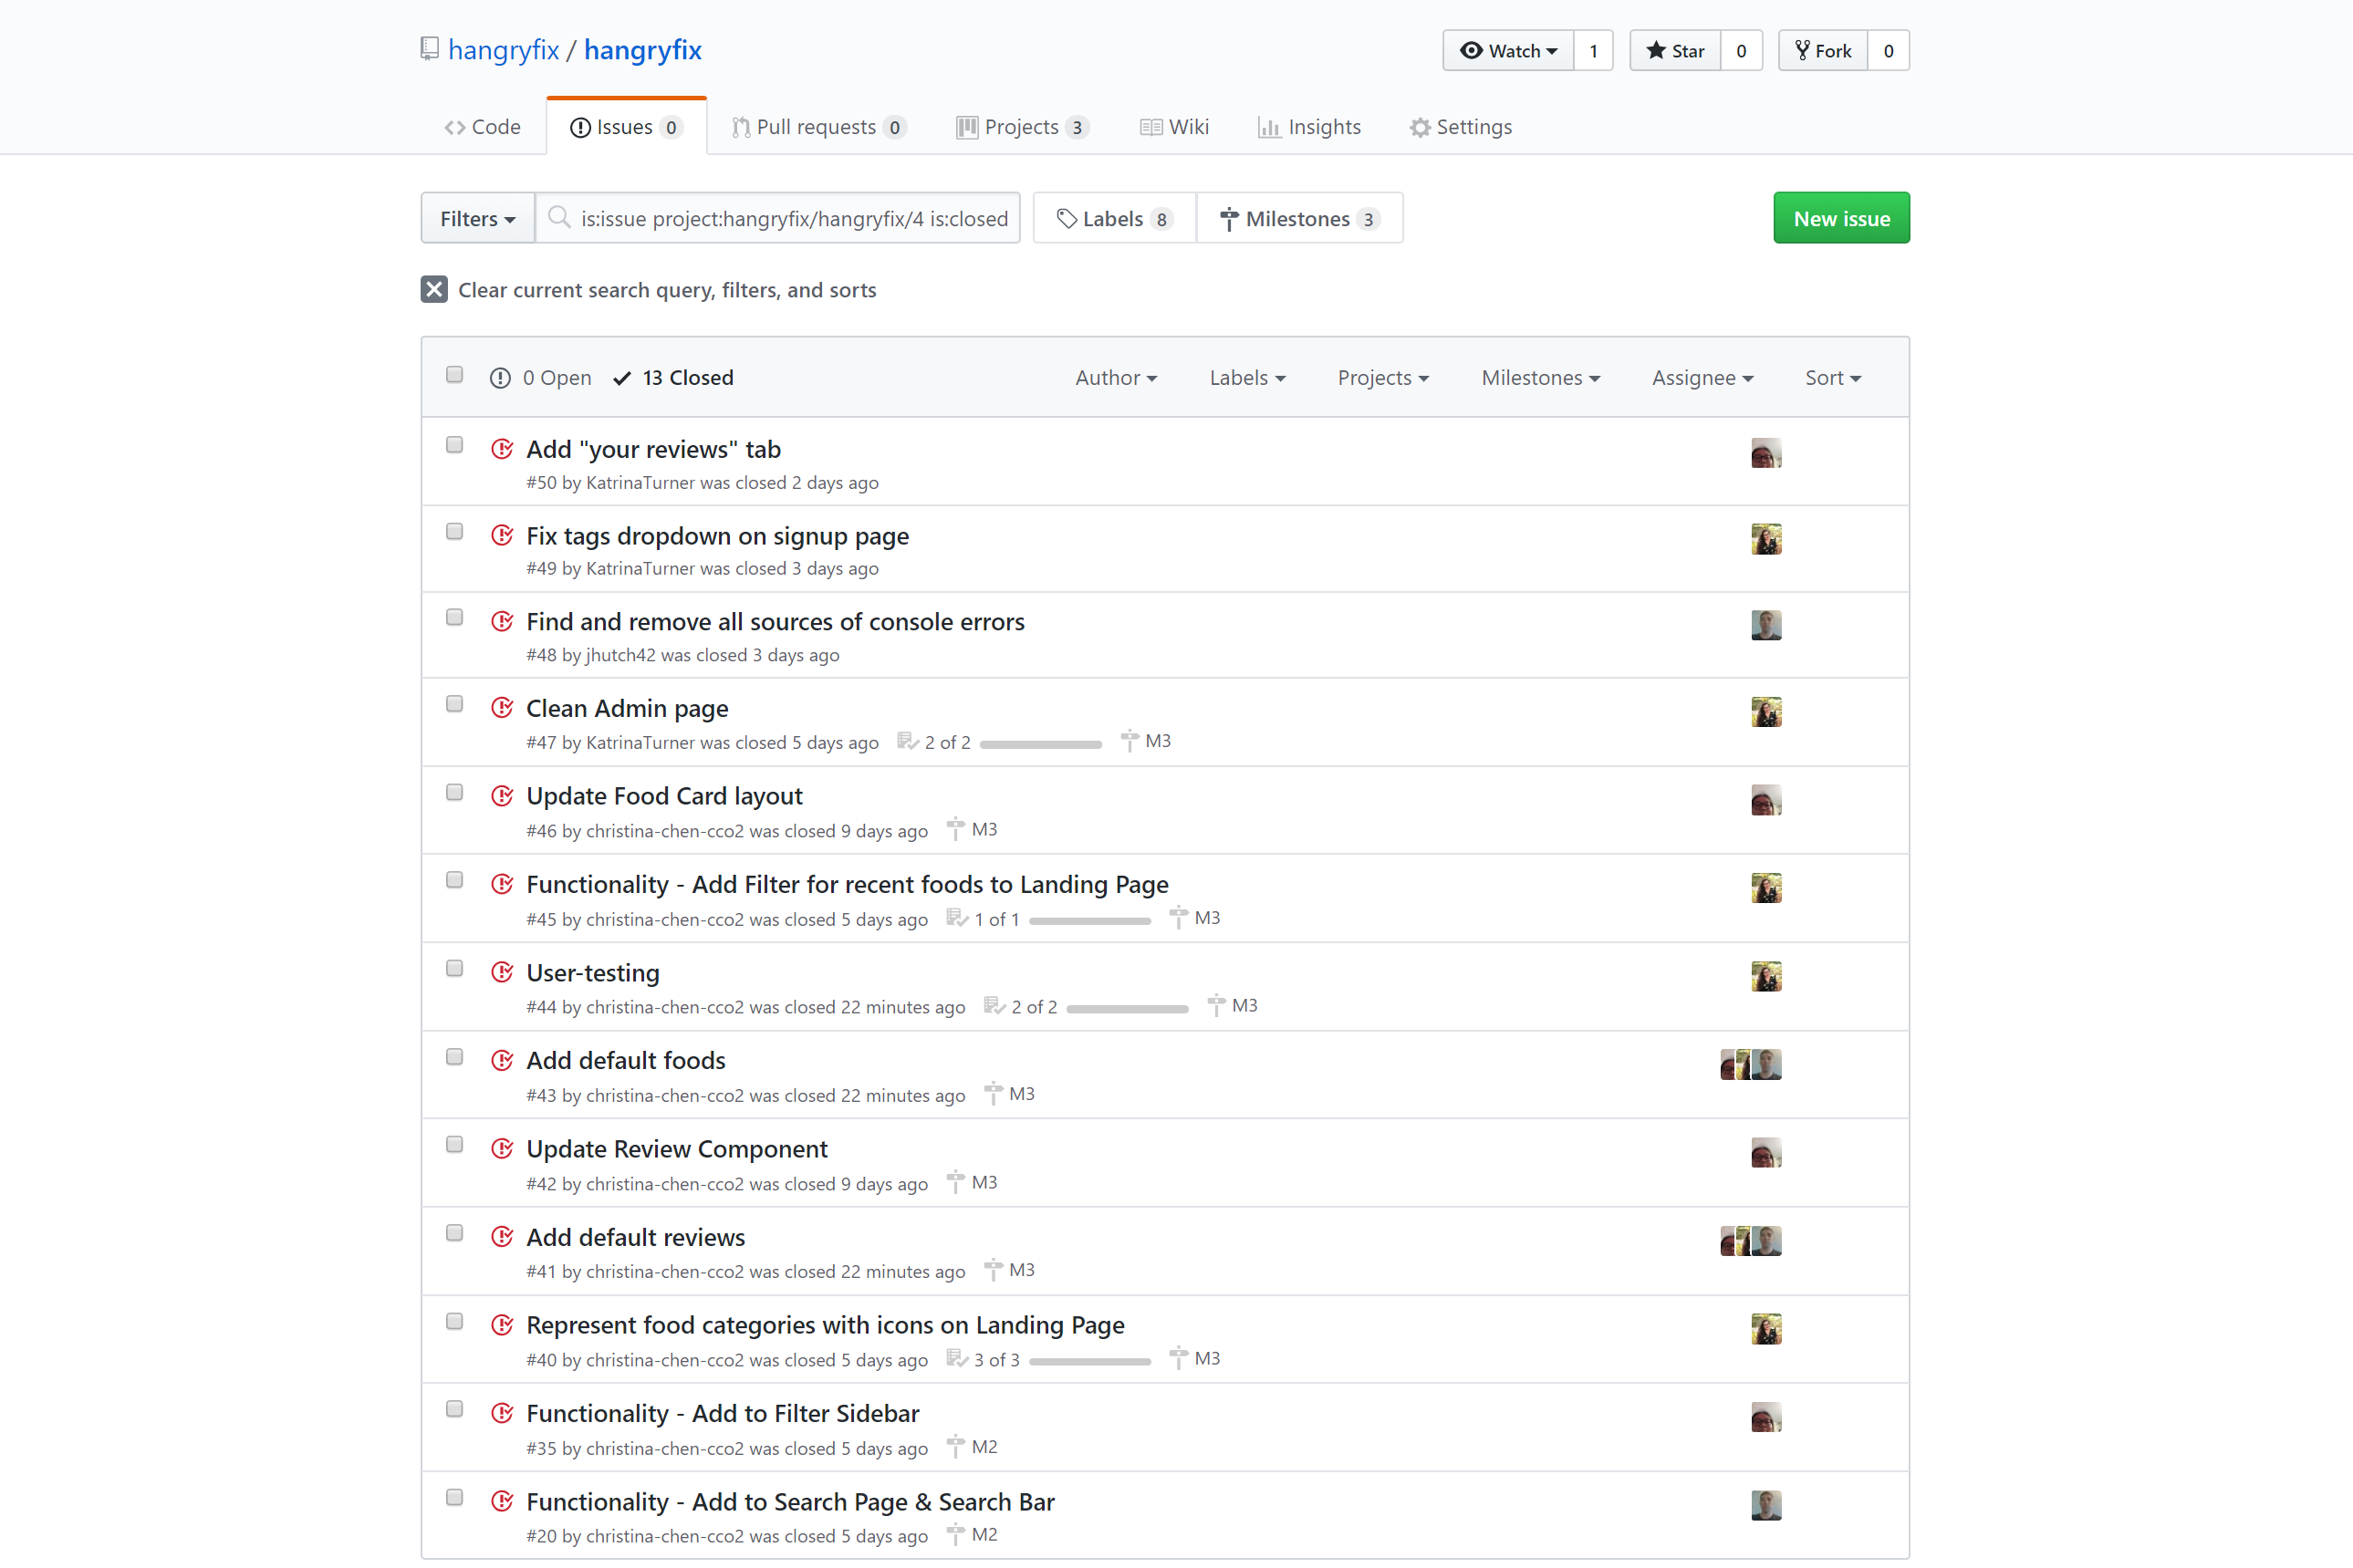 hangryfix / hangryfix
Watch 1 Star 0 Fork 0
Code Issues 0 Pull requests 0 Projects 3 Wiki Insights Settings
Filters is:issue project:hangryfix/hangryfix/4 is:closed Labels 8 Milestones 3 New issue
Clear current search query, filters, and sorts
0 Open 13 Closed Author Labels Projects Milestones Assignee Sort
Add "your reviews" tab
#50 by KatrinaTurner was closed 2 days ago
Fix tags dropdown on signup page
#49 by KatrinaTurner was closed 3 days ago
Find and remove all sources of console errors
#48 by jhutch42 was closed 3 days ago
Clean Admin page
#47 by KatrinaTurner was closed 5 days ago 2 of 2 M3
Update Food Card layout
#46 by christina-chen-cco2 was closed 9 days ago M3
Functionality - Add Filter for recent foods to Landing Page
#45 by christina-chen-cco2 was closed 5 days ago 1 of 1 M3
User-testing
#44 by christina-chen-cco2 was closed 22 minutes ago 2 of 2 M3
Add default foods
#43 by christina-chen-cco2 was closed 22 minutes ago M3
Update Review Component
#42 by christina-chen-cco2 was closed 9 days ago M3
Add default reviews
#41 by christina-chen-cco2 was closed 22 minutes ago M3
Represent food categories with icons on Landing Page
#40 by christina-chen-cco2 was closed 5 days ago 3 of 3 M3
Functionality - Add to Filter Sidebar
#35 by christina-chen-cco2 was closed 5 days ago M2
Functionality - Add to Search Page & Search Bar
#20 by christina-chen-cco2 was closed 5 days ago M2